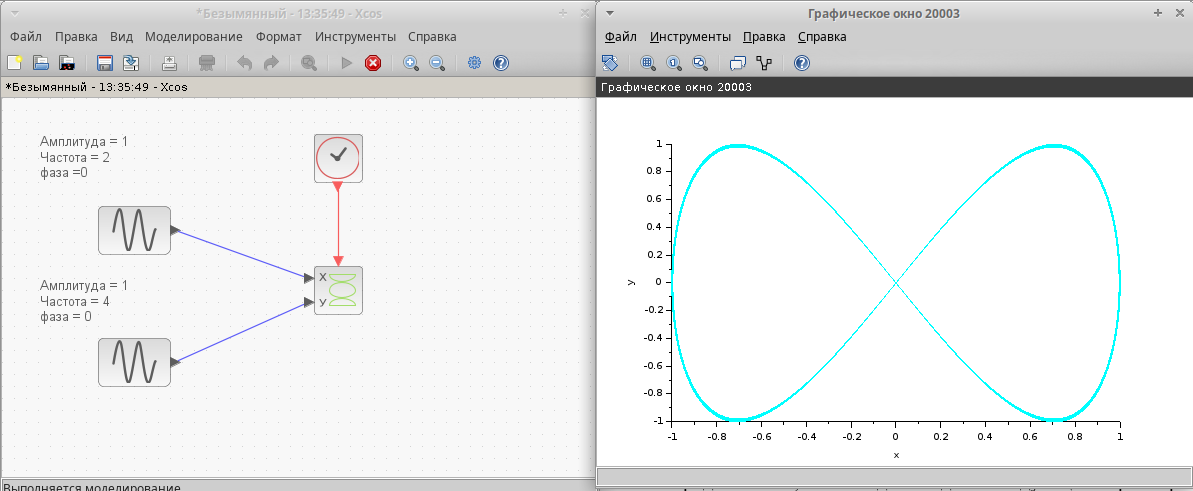 *Безымянный - 13:35:49 - Xcos
Файл Правка Вид Моделирование Формат Инструменты Справка
*Безымянный - 13:35:49 - Xcos
Амплитуда = 1
Частота = 2
фаза =0
Амплитуда = 1
Частота = 4
фаза = 0
X
y
Выполняется моделирование
Графическое окно 20003
Файл Инструменты Правка Справка
Графическое окно 20003
1
0.8
0.6
0.4
0.2
0
-0.2
-0.4
-0.6
-0.8
-1
y
-1 -0.8 -0.6 -0.4 -0.2 0 0.2 0.4 0.6 0.8 1
x